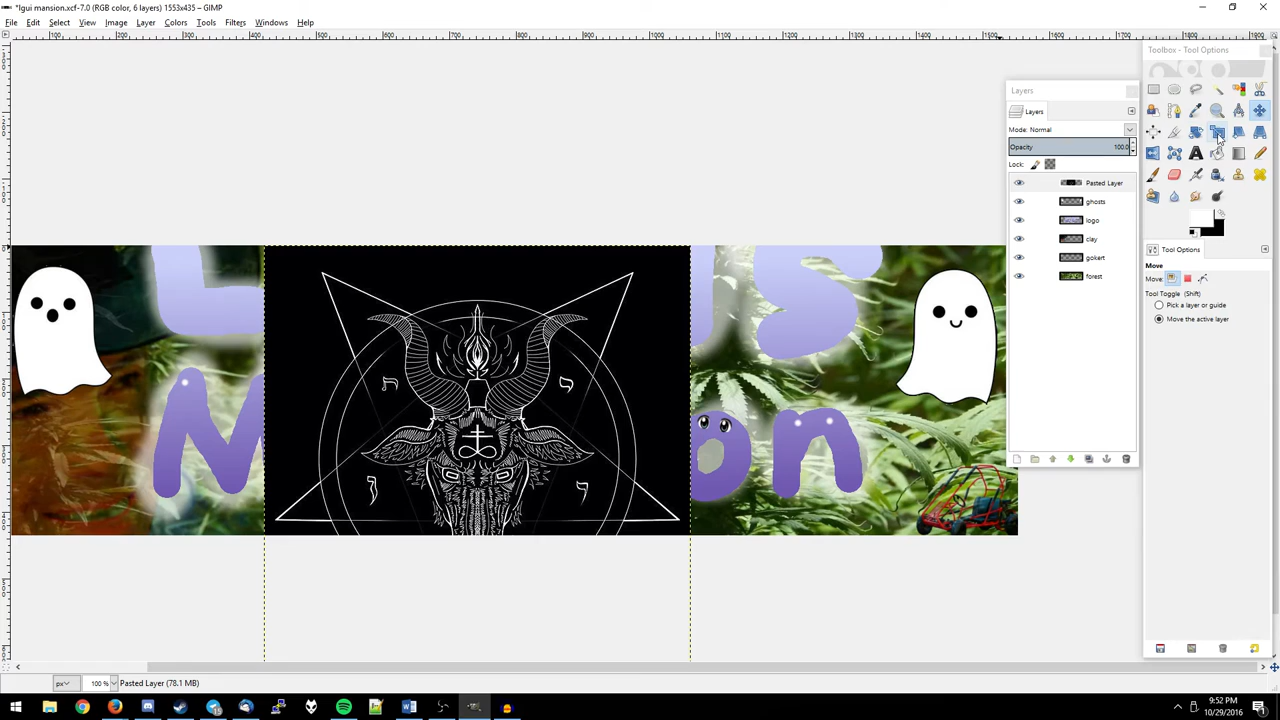 *lgui mansion.xcf-7.0 (RGB color, 6 layers) 1553x435 – GIMP
File Edit Select View Image Layer Colors Tools Filters Windows Help
Toolbox - Tool Options
Layers
Layers
Mode: Normal
Opacity 100.0
Lock:
Pasted Layer
ghosts
logo
clay
gokart
forest
Tool Options
Move
Move:
Tool Toggle (Shift)
Pick a layer or guide
Move the active layer
L IS
M on
px 100 % Pasted Layer (78.1 MB)
9:52 PM
10/29/2016